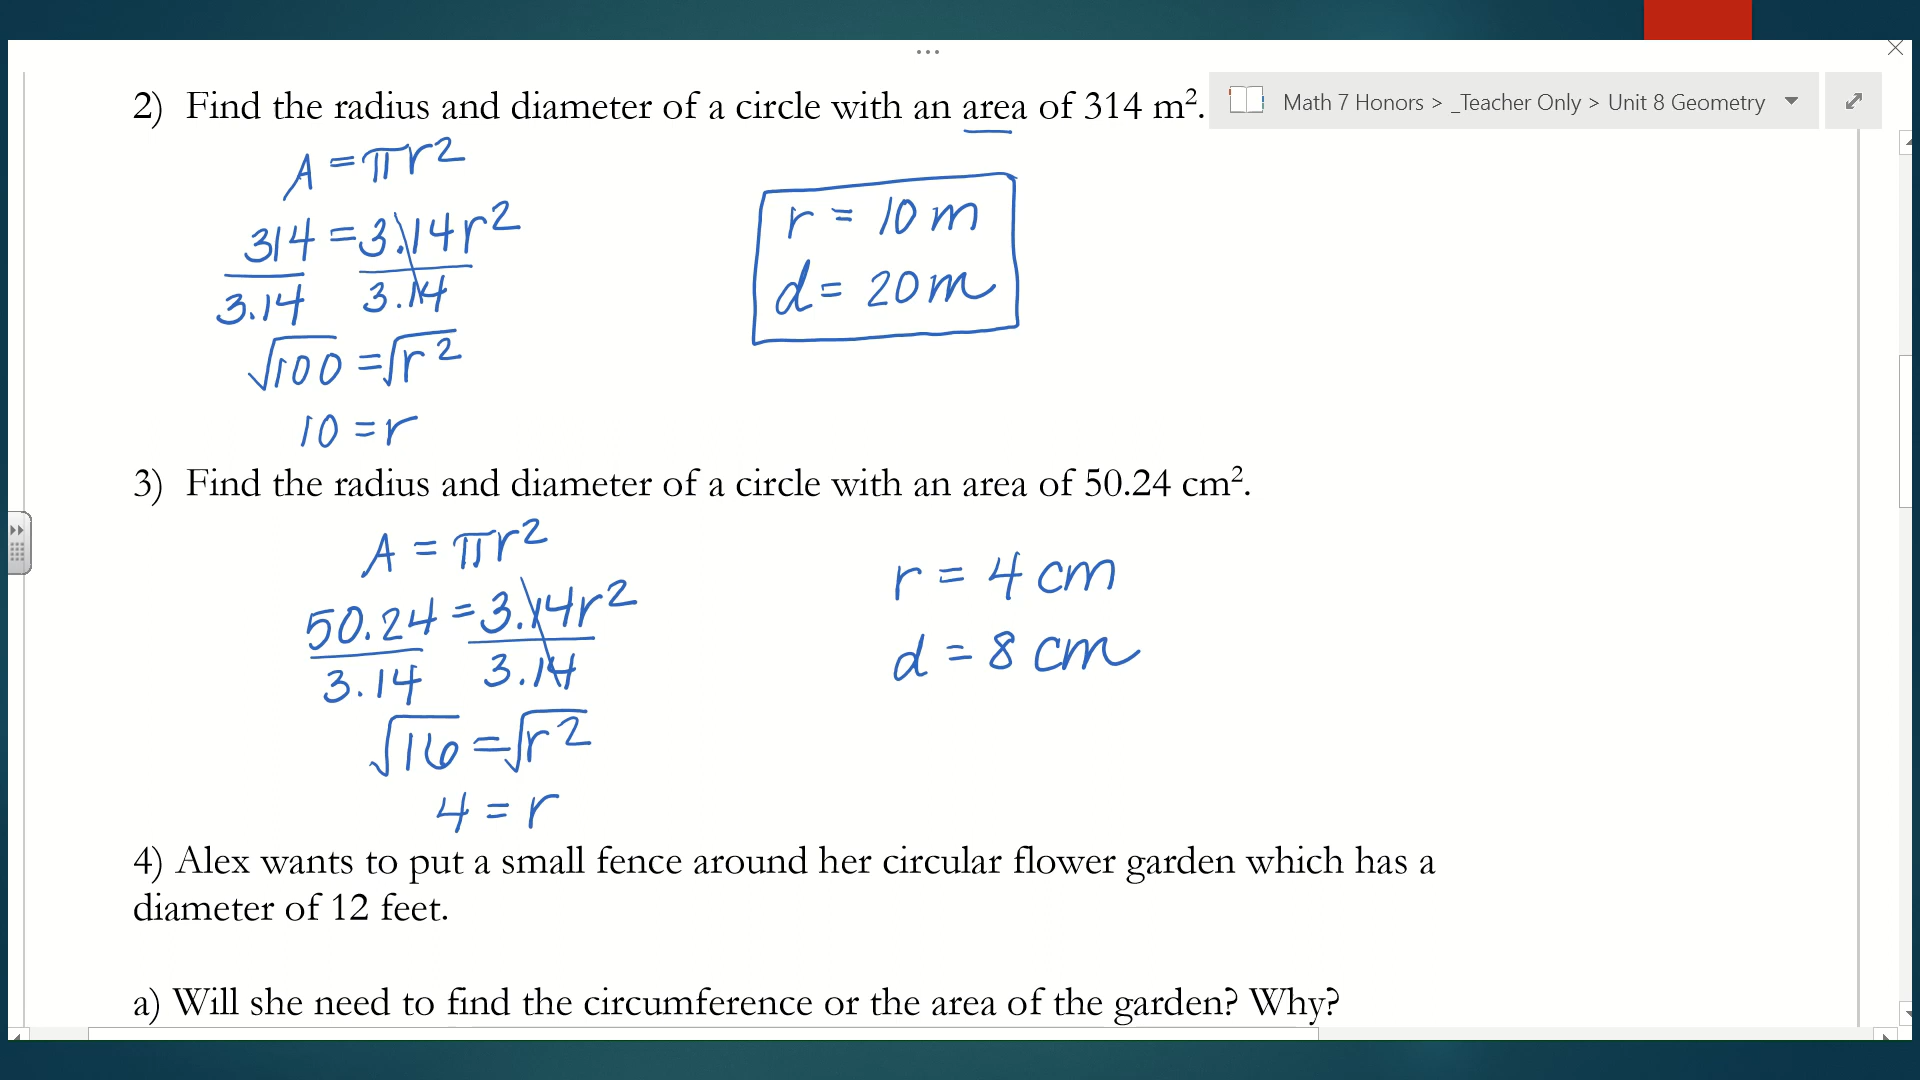 2) Find the radius and diameter of a circle with an area of 314 m².
Math 7 Honors > _Teacher Only > Unit 8 Geometry
A = πr²
314 = 3.14r²
3.14 3.14
√100 = √r²
10 = r
r = 10 m
d = 20 m
3) Find the radius and diameter of a circle with an area of 50.24 cm².
A = πr²
50.24 = 3.14r²
3.14 3.14
√16 = √r²
4 = r
r = 4 cm
d = 8 cm
4) Alex wants to put a small fence around her circular flower garden which has a
diameter of 12 feet.
a) Will she need to find the circumference or the area of the garden? Why?